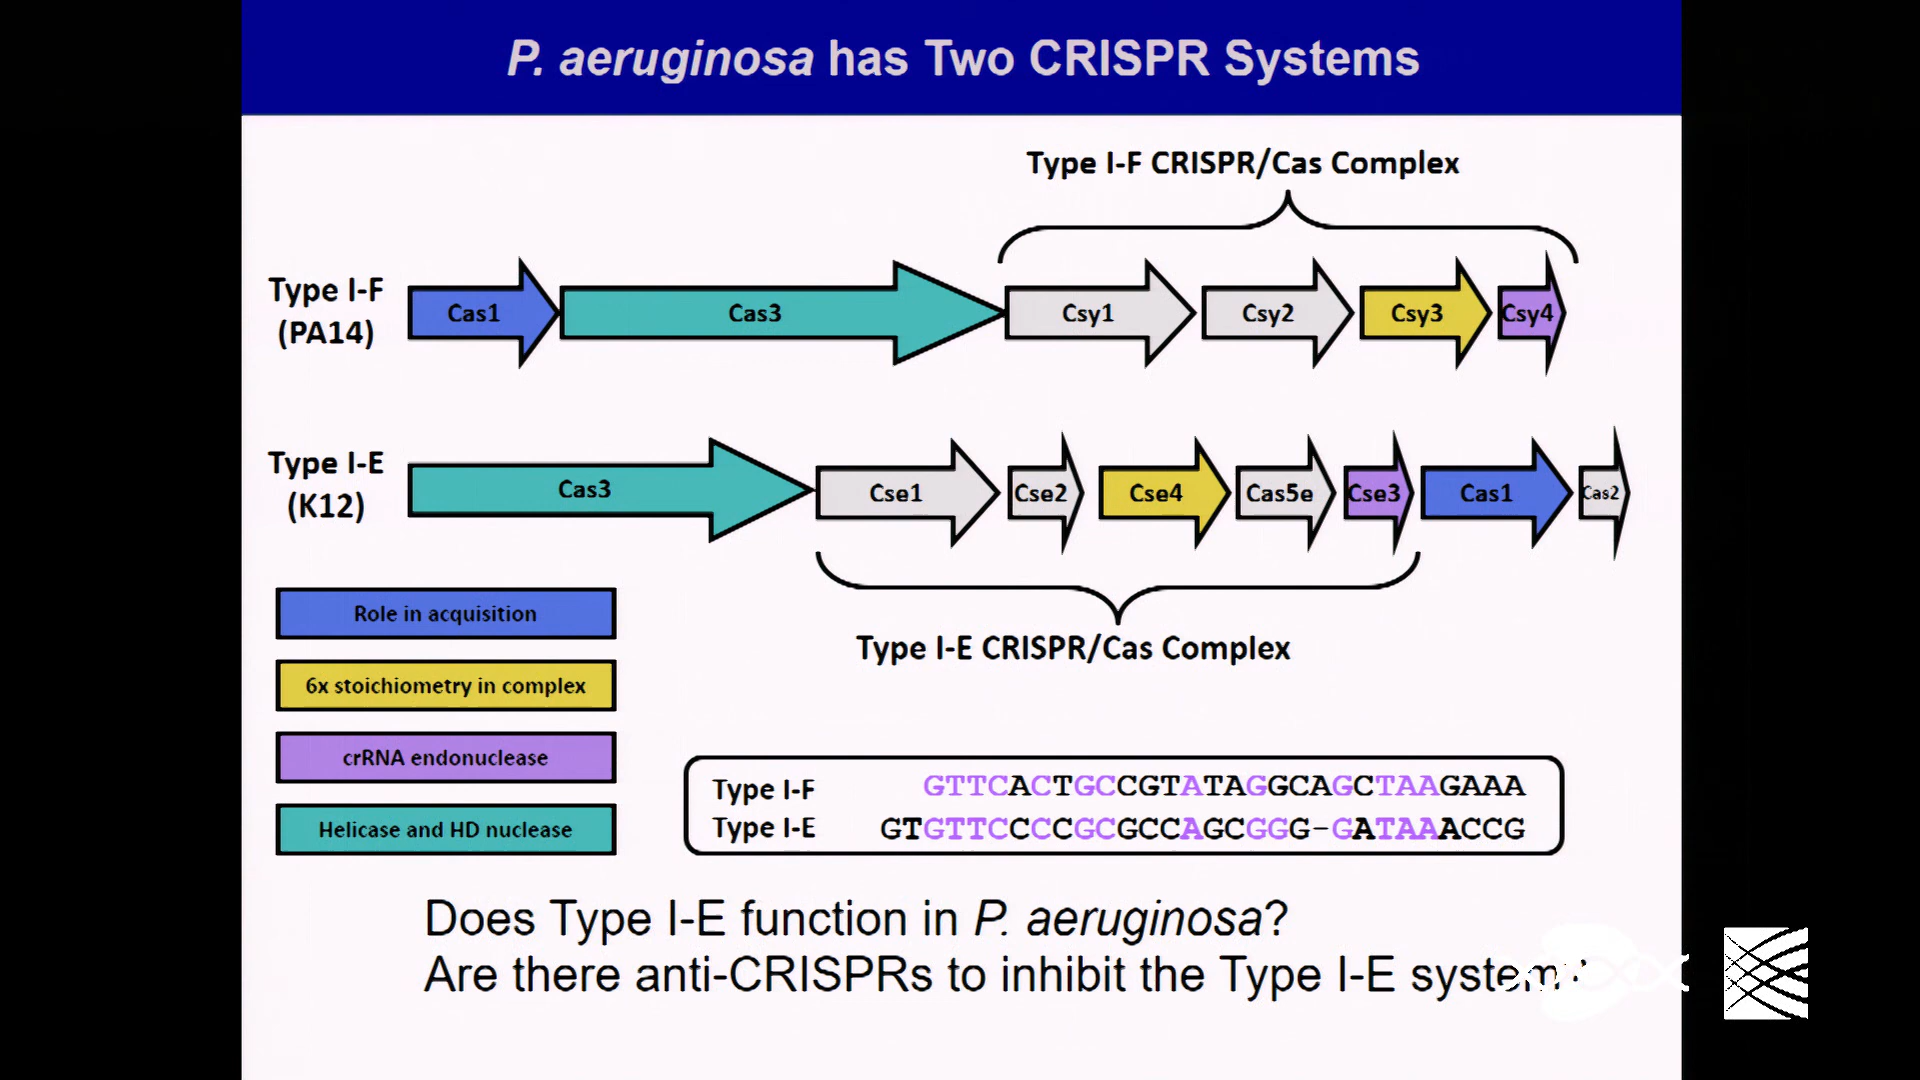 P. aeruginosa has Two CRISPR Systems
Type I-F CRISPR/Cas Complex
Type I-F
(PA14)
Cas1
Cas3
Csy1
Csy2
Csy3
Csy4
Type I-E
(K12)
Cas3
Cse1
Cse2
Cse4
Cas5e
Cse3
Cas1
Cas2
Type I-E CRISPR/Cas Complex
Role in acquisition
6x stoichiometry in complex
crRNA endonuclease
Helicase and HD nuclease
Type I-F GTTCACTGCCGTATAGGCAGCTAAGAAA
Type I-E GTGTTCCCCGCGCCAGCGGG-GATAAACCG
Does Type I-E function in P. aeruginosa?
Are there anti-CRISPRs to inhibit the Type I-E system